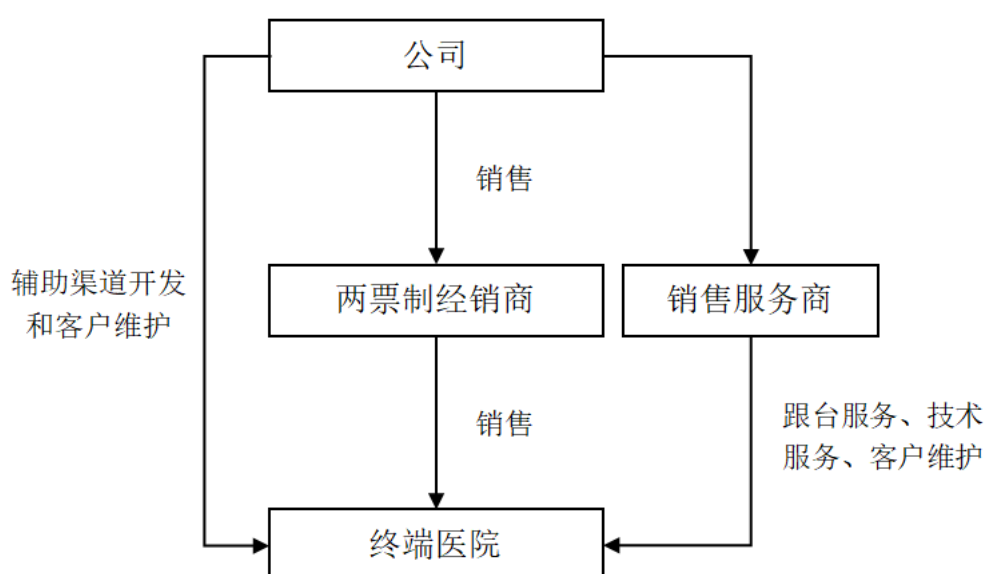 公司
销售
辅助渠道开发
和客户维护
两票制经销商
销售服务商
销售
跟台服务、技术
服务、客户维护
终端医院